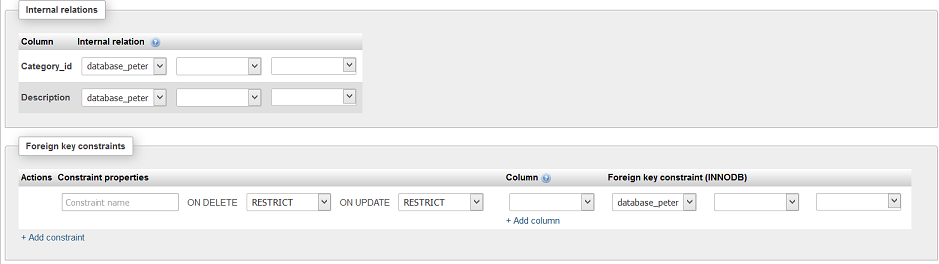 Internal relations
Column Internal relation
Category_id database_peter
Description database_peter
Foreign key constraints
Actions Constraint properties Column Foreign key constraint (INNODB)
Constraint name ON DELETE RESTRICT ON UPDATE RESTRICT database_peter
+ Add column
+ Add constraint